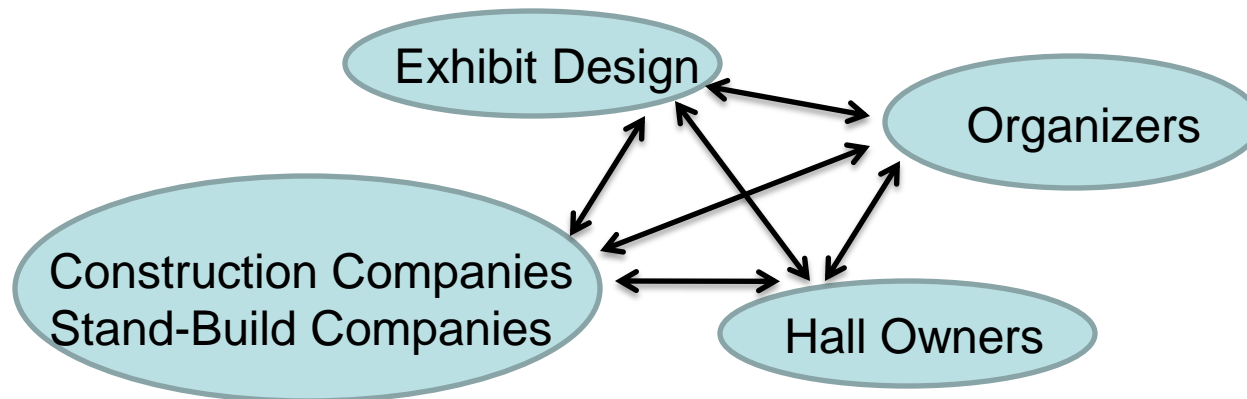 Exhibit Design
Organizers
Construction Companies
Stand-Build Companies
Hall Owners